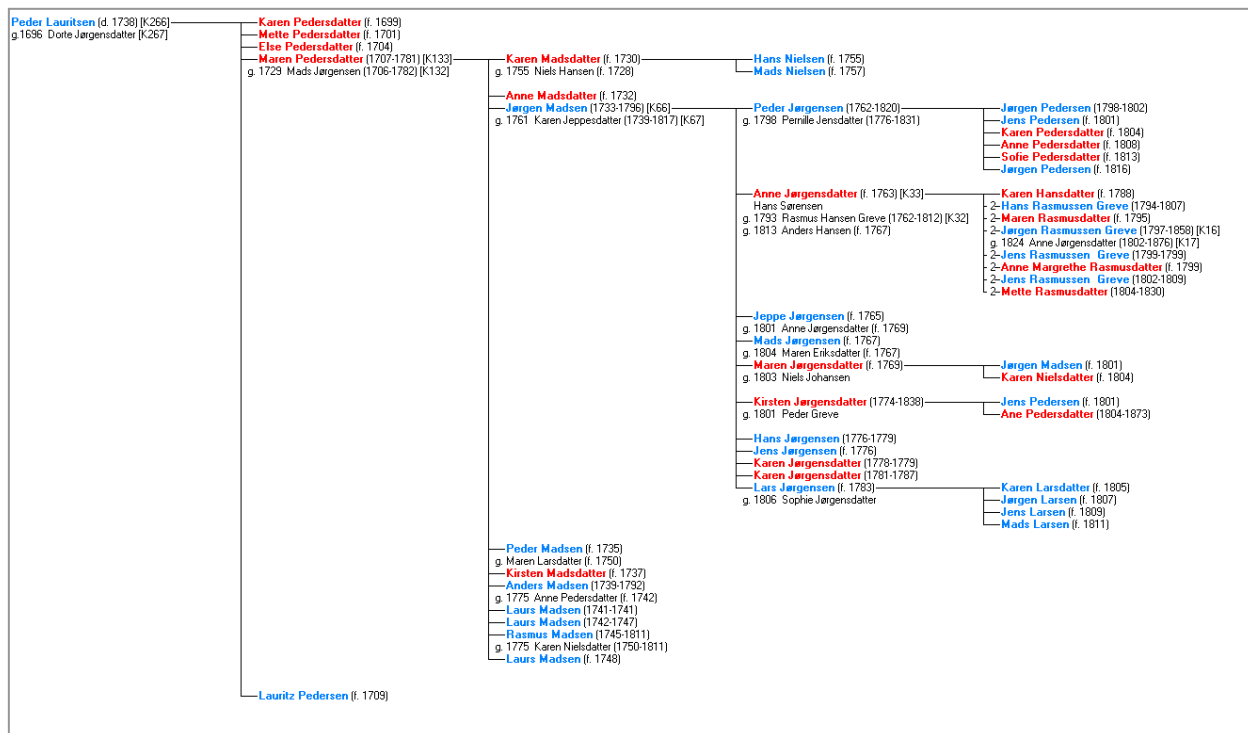 Peder Lauritsen (d. 1738) [K266]
g.1696 Dorte Jørgensdatter [K267]
Karen Pedersdatter (f. 1699)
Mette Pedersdatter (f. 1701)
Else Pedersdatter (f. 1704)
Maren Pedersdatter (1707-1781) [K133]
g. 1729 Mads Jørgensen (1706-1782) [K132]
Karen Madsdatter (f. 1730)
g. 1755 Niels Hansen (f. 1728)
Hans Nielsen (f. 1755)
Mads Nielsen (f. 1757)
Anne Madsdatter (f. 1732)
Jørgen Madsen (1733-1796) [K66]
g. 1761 Karen Jeppesdatter (1739-1817) [K67]
Peder Jørgensen (1762-1820)
g. 1798 Pernille Jensdatter (1776-1831)
Jørgen Pedersen (1798-1802)
Jens Pedersen (f. 1801)
Karen Pedersdatter (f. 1804)
Anne Pedersdatter (f. 1808)
Sofie Pedersdatter (f. 1813)
Jørgen Pedersen (f. 1816)
Anne Jørgensdatter (f. 1763) [K33]
Hans Sørensen
g. 1793 Rasmus Hansen Greve (1762-1812) [K32]
g. 1813 Anders Hansen (f. 1767)
Karen Hansdatter (f. 1788)
2 Hans Rasmussen Greve (1794-1807)
2 Maren Rasmusdatter (f. 1795)
2 Jørgen Rasmussen Greve (1797-1858) [K16]
g. 1824 Anne Jørgensdatter (1802-1876) [K17]
2 Jens Rasmussen Greve (1799-1799)
2 Anne Margrethe Rasmusdatter (f. 1799)
2 Jens Rasmussen Greve (1802-1809)
2 Mette Rasmusdatter (1804-1830)
Jeppe Jørgensen (f. 1765)
g. 1801 Anne Jørgensdatter (f. 1769)
Mads Jørgensen (f. 1767)
g. 1804 Maren Eriksdatter (f. 1767)
Maren Jørgensdatter (f. 1769)
g. 1803 Niels Johansen
Jørgen Madsen (f. 1801)
Karen Nielsdatter (f. 1804)
Kirsten Jørgensdatter (1774-1838)
g. 1801 Peder Greve
Jens Pedersen (f. 1801)
Ane Pedersdatter (1804-1873)
Hans Jørgensen (1776-1779)
Jens Jørgensen (f. 1776)
Karen Jørgensdatter (1778-1779)
Karen Jørgensdatter (1781-1787)
Lars Jørgensen (f. 1783)
g. 1806 Sophie Jørgensdatter
Karen Larsdatter (f. 1805)
Jørgen Larsen (f. 1807)
Jens Larsen (f. 1809)
Mads Larsen (f. 1811)
Peder Madsen (f. 1735)
g. Maren Larsdatter (f. 1750)
Kirsten Madsdatter (f. 1737)
Anders Madsen (1739-1792)
g. 1775 Anne Pedersdatter (f. 1742)
Laurs Madsen (1741-1741)
Laurs Madsen (1742-1747)
Rasmus Madsen (1745-1811)
g. 1775 Karen Nielsdatter (1750-1811)
Laurs Madsen (f. 1748)
Lauritz Pedersen (f. 1709)